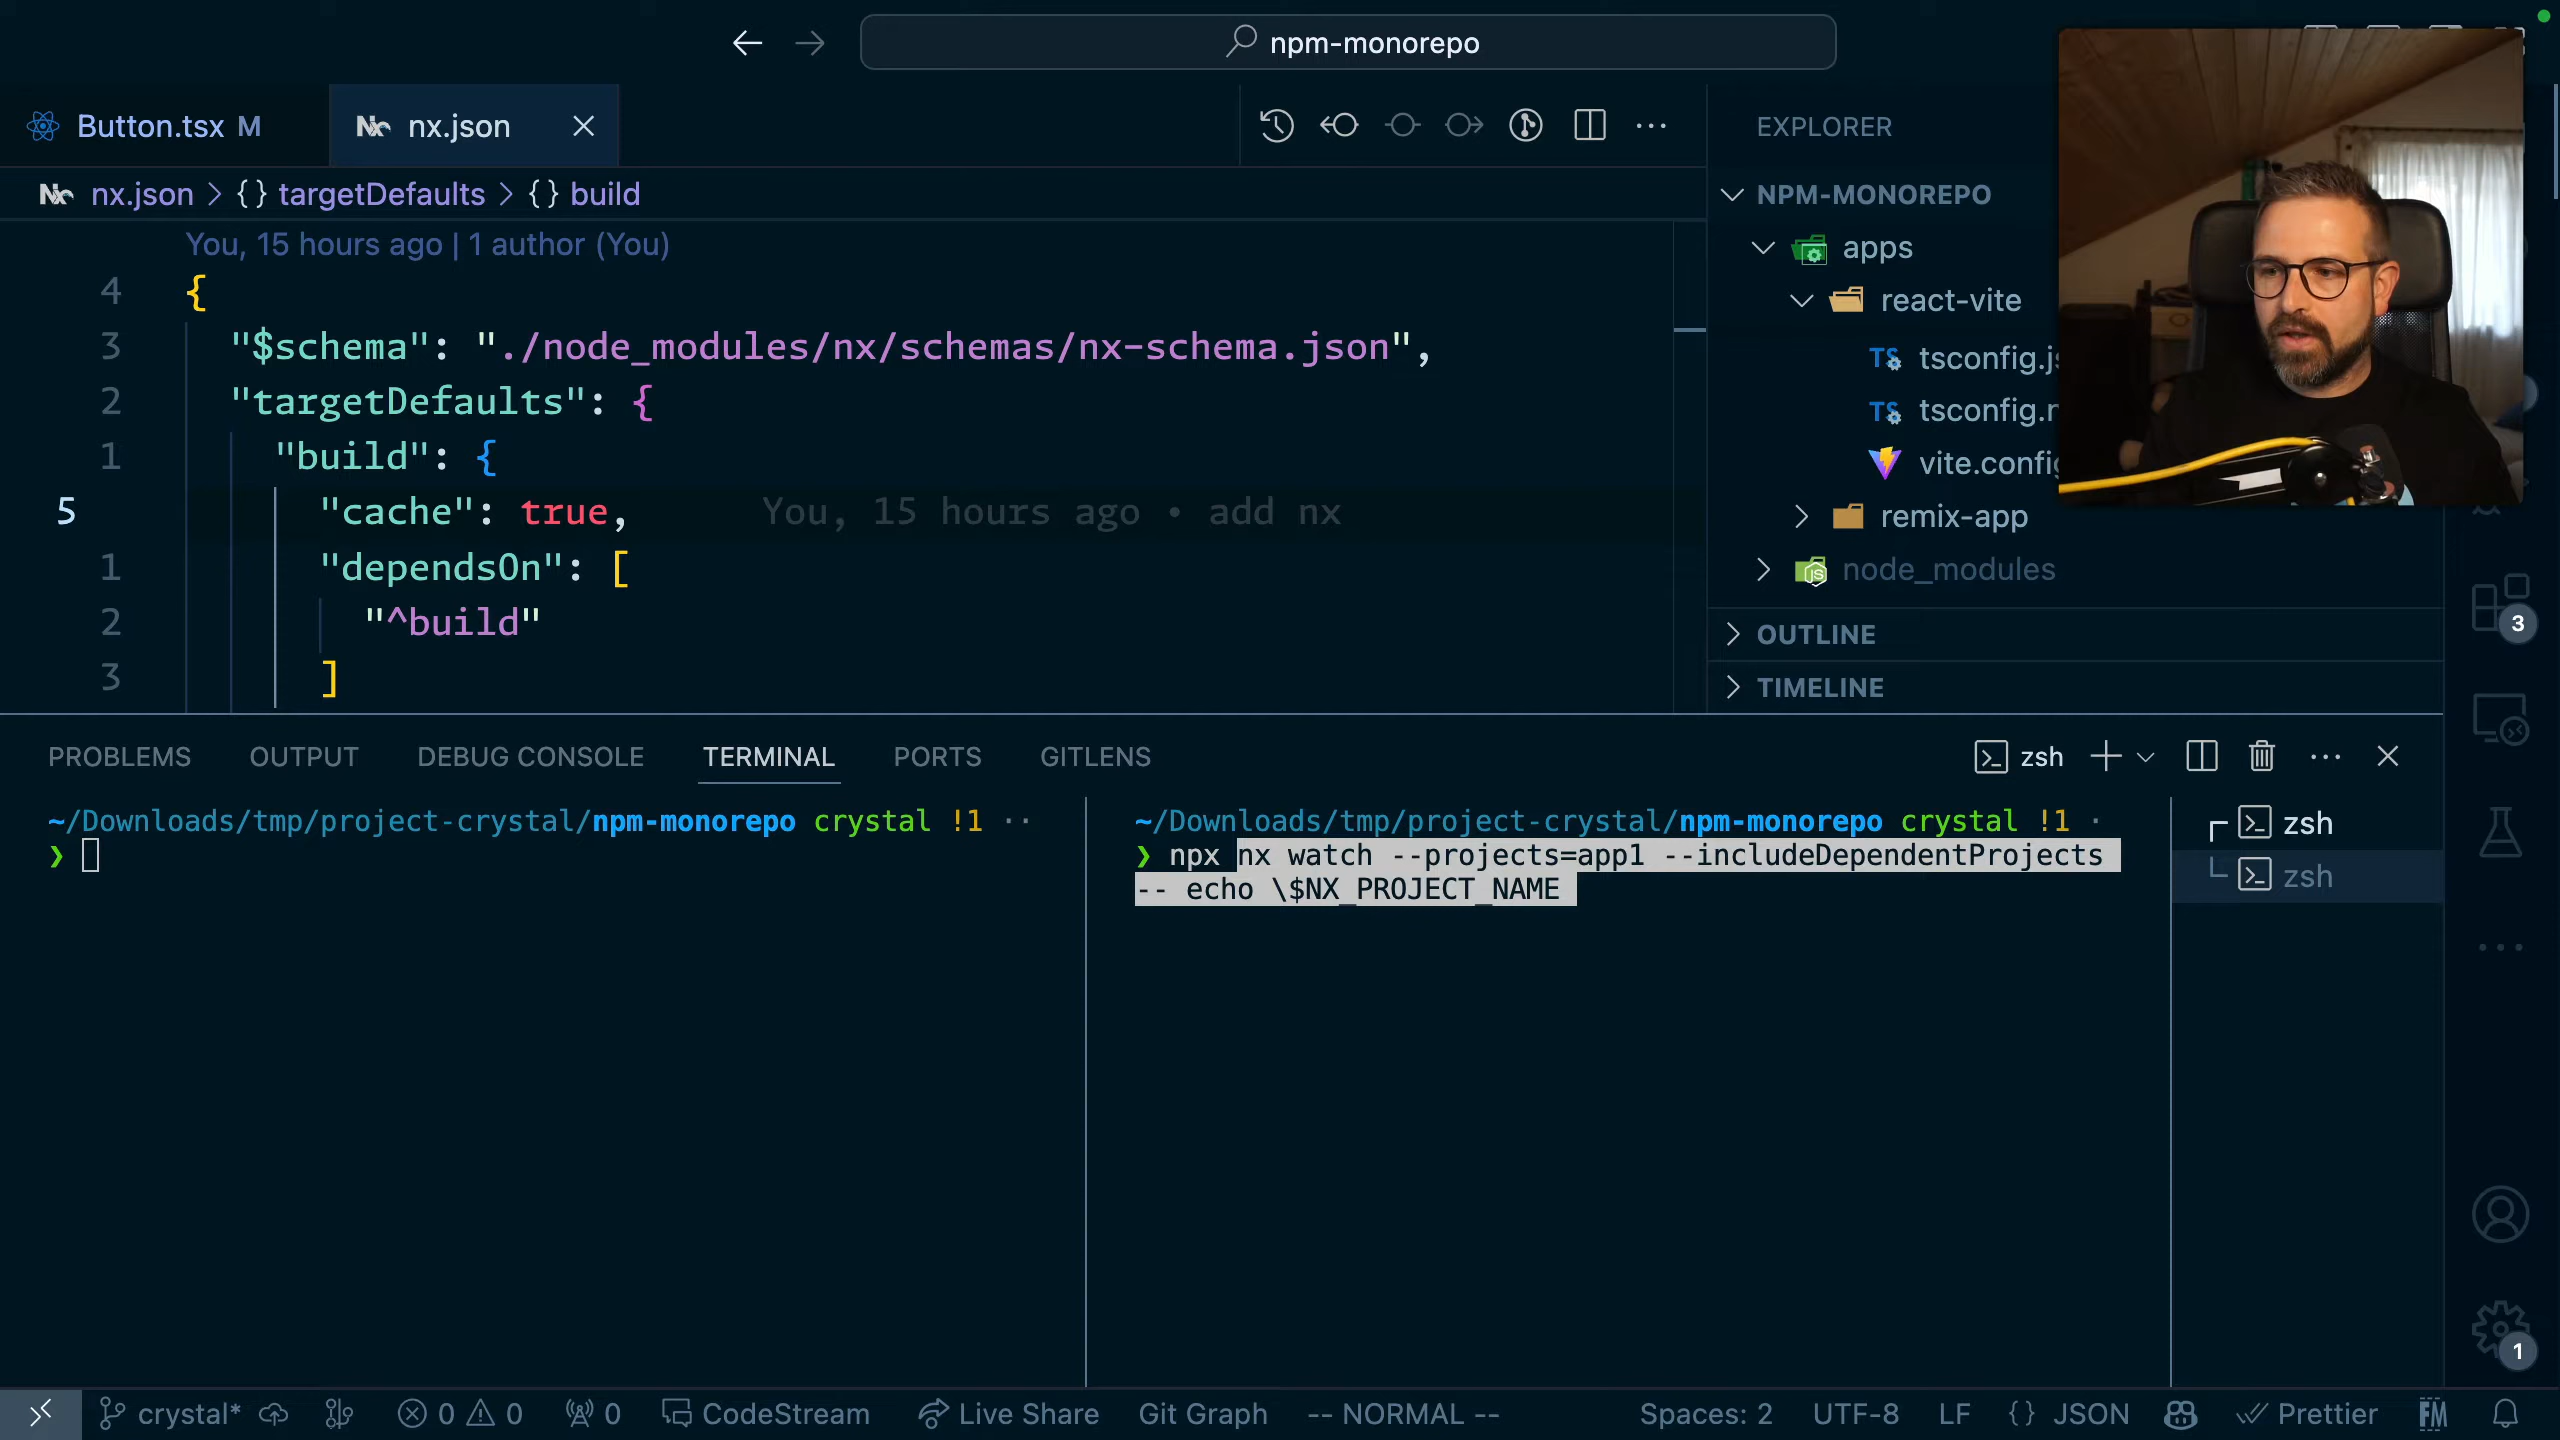 npm-monorepo
Button.tsx M
nx.json
nx.json > {} targetDefaults > {} build
You, 15 hours ago | 1 author (You)
4 {
3 "$schema": "./node_modules/nx/schemas/nx-schema.json",
2 "targetDefaults": {
1 "build": {
5 "cache": true, You, 15 hours ago • add nx
1 "dependsOn": [
2 "^build"
3 ]
EXPLORER
NPM-MONOREPO
apps
react-vite
TS tsconfig.js
TS tsconfig.n
vite.config
remix-app
node_modules
OUTLINE
TIMELINE
3
PROBLEMS OUTPUT DEBUG CONSOLE TERMINAL PORTS GITLENS
zsh
~/Downloads/tmp/project-crystal/npm-monorepo crystal !1 ··
❯
~/Downloads/tmp/project-crystal/npm-monorepo crystal !1 ·
❯ npx nx watch --projects=app1 --includeDependentProjects
-- echo \$NX_PROJECT_NAME
zsh
zsh
1
crystal* 0 0 0 CodeStream Live Share Git Graph -- NORMAL -- Spaces: 2 UTF-8 LF {} JSON Prettier FM